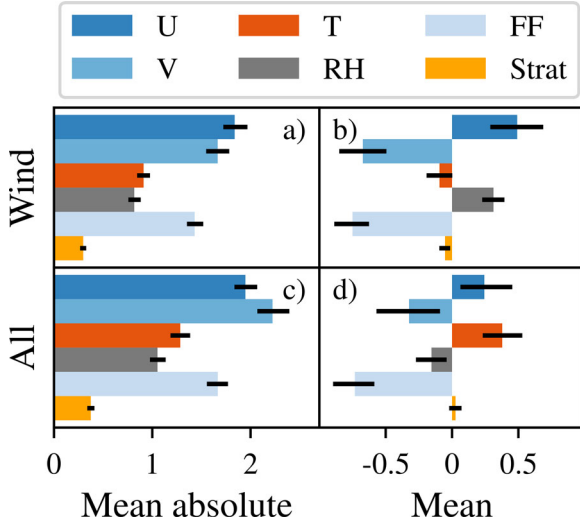 U T FF
V RH Strat
Wind a) b)
All c) d)
0 1 2 -0.5 0 0.5
Mean absolute Mean